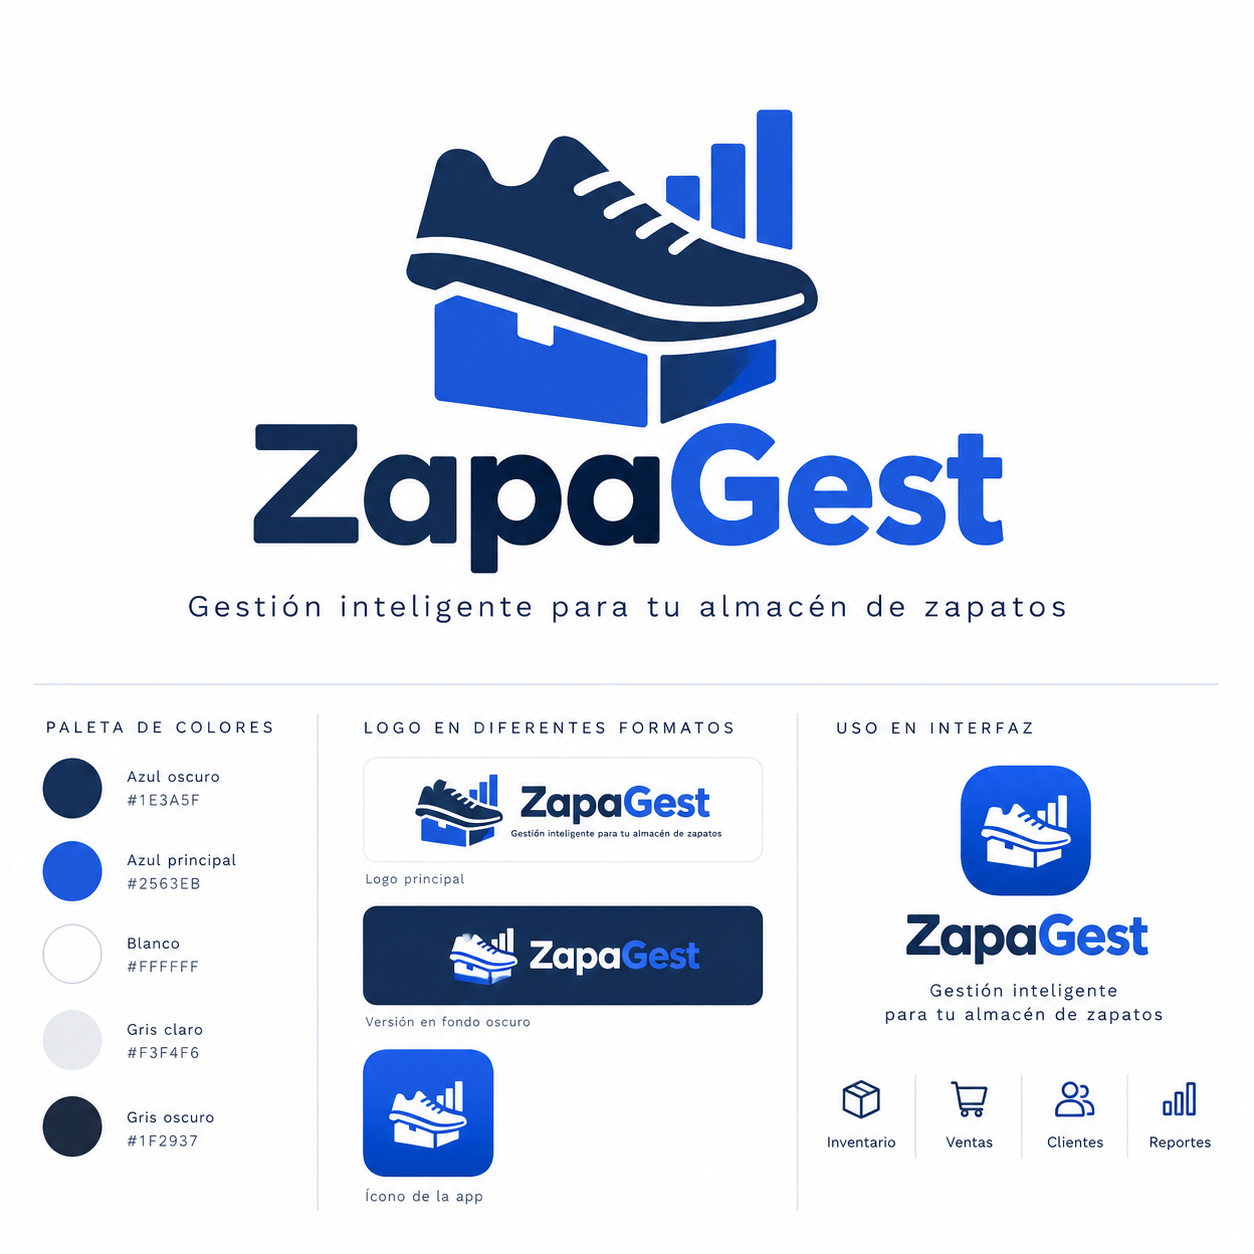 ZapaGest
Gestión inteligente para tu almacén de zapatos
PALETA DE COLORES
Azul oscuro
#1E3A5F
Azul principal
#2563EB
Blanco
#FFFFFF
Gris claro
#F3F4F6
Gris oscuro
#1F2937
LOGO EN DIFERENTES FORMATOS
ZapaGest
Gestión inteligente para tu almacén de zapatos
Logo principal
ZapaGest
Versión en fondo oscuro
Ícono de la app
USO EN INTERFAZ
ZapaGest
Gestión inteligente
para tu almacén de zapatos
Inventario
Ventas
Clientes
Reportes